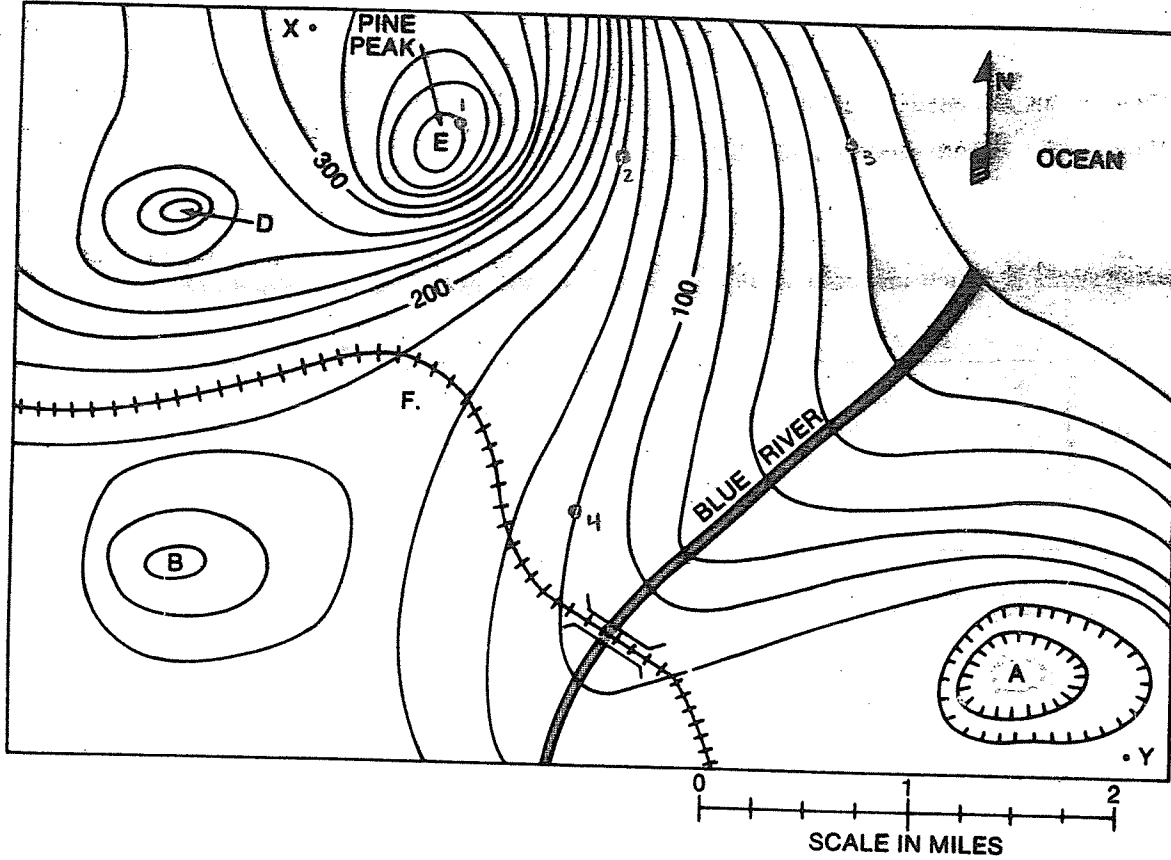 X
PINE
PEAK
1
E
300
D
2
3
N
OCEAN
200
100
F.
BLUE RIVER
4
B
A
Y
0 1 2
SCALE IN MILES